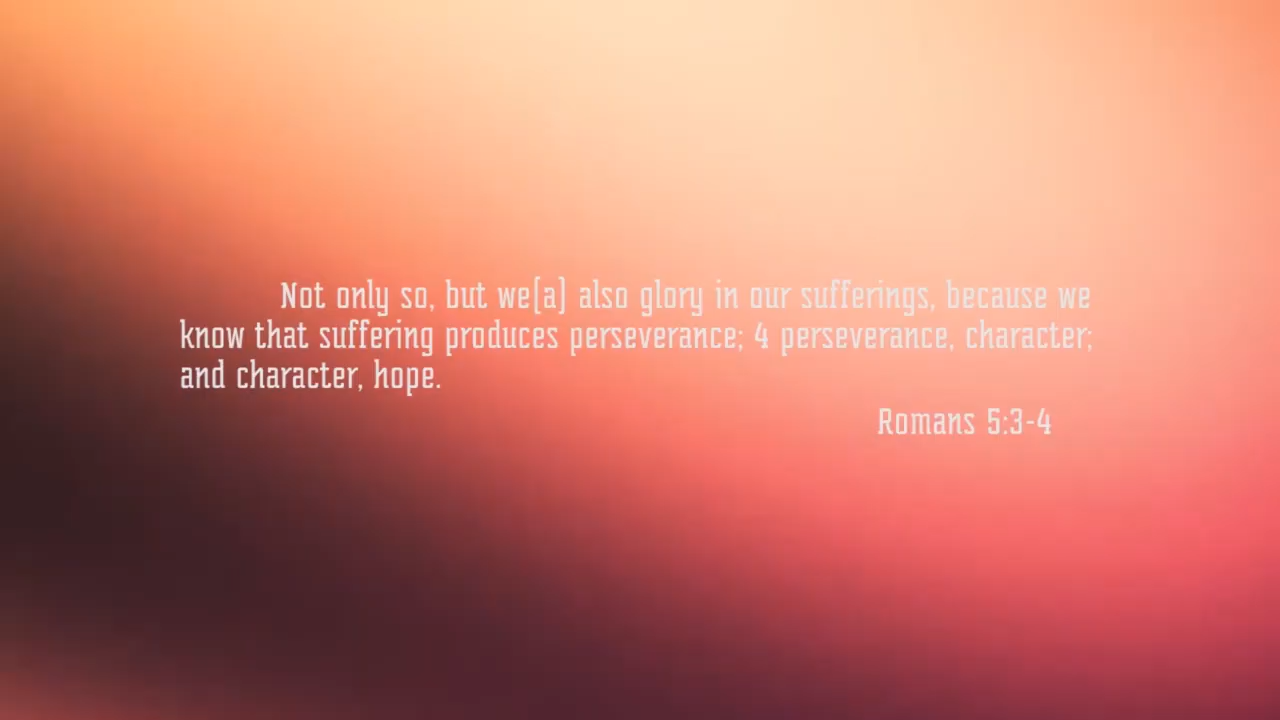 Not only so, but we[a] also glory in our sufferings, because we
know that suffering produces perseverance; 4 perseverance, character;
and character, hope.
Romans 5:3-4